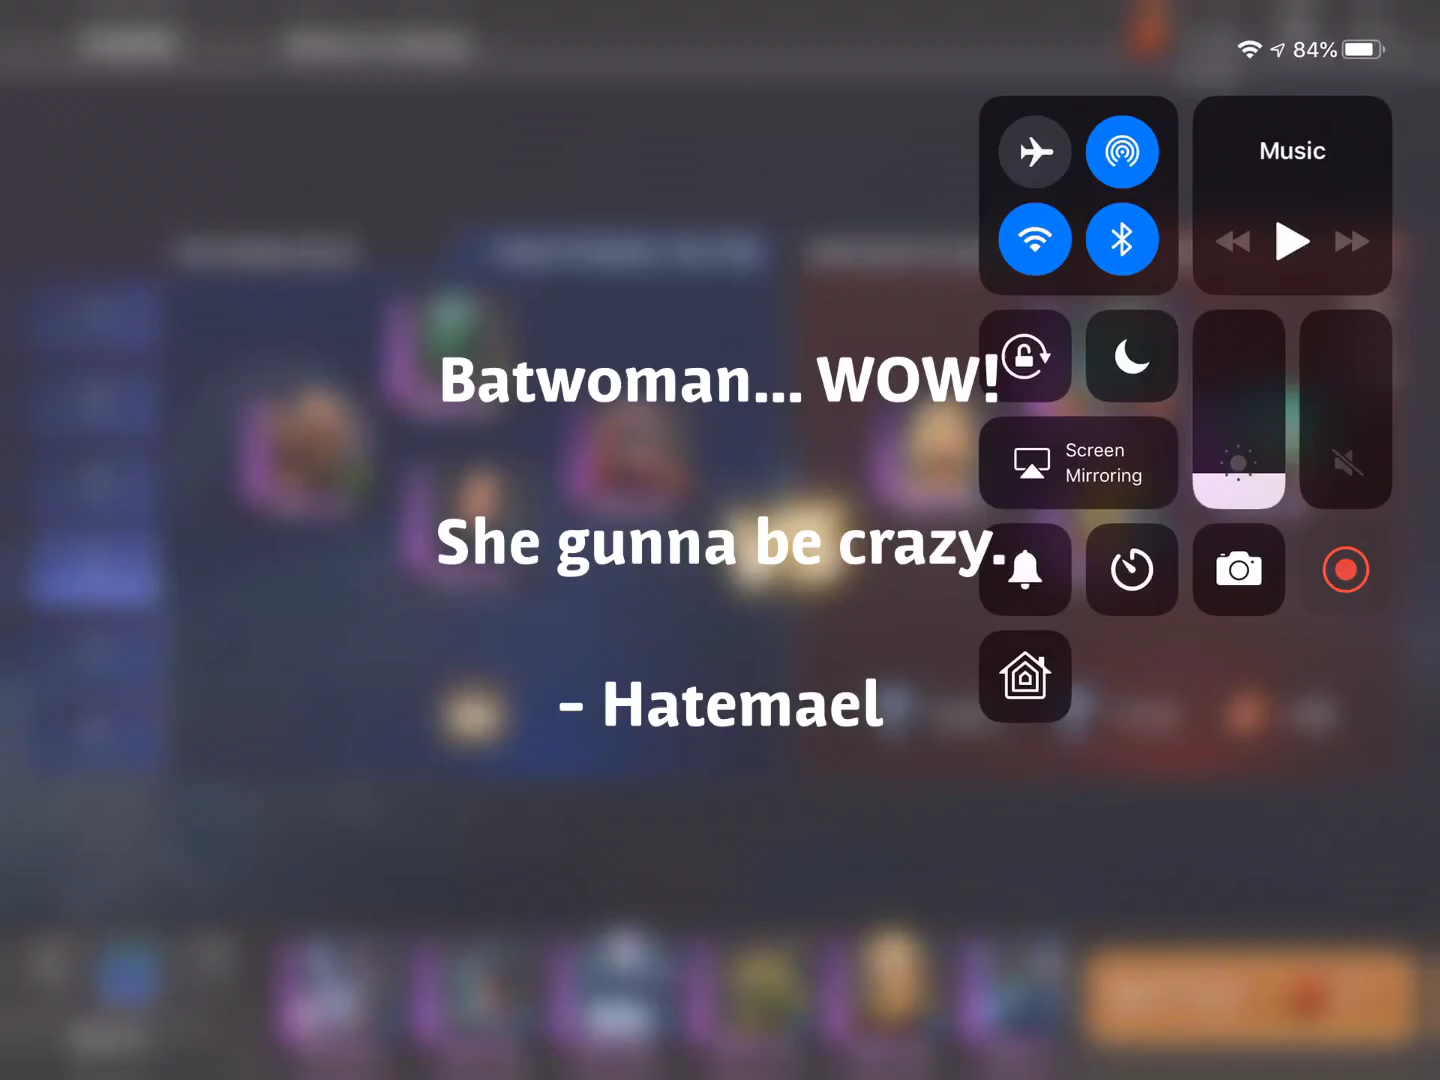 84%
Music
Batwoman... WOW!
Screen
Mirroring
She gunna be crazy.
- Hatemael